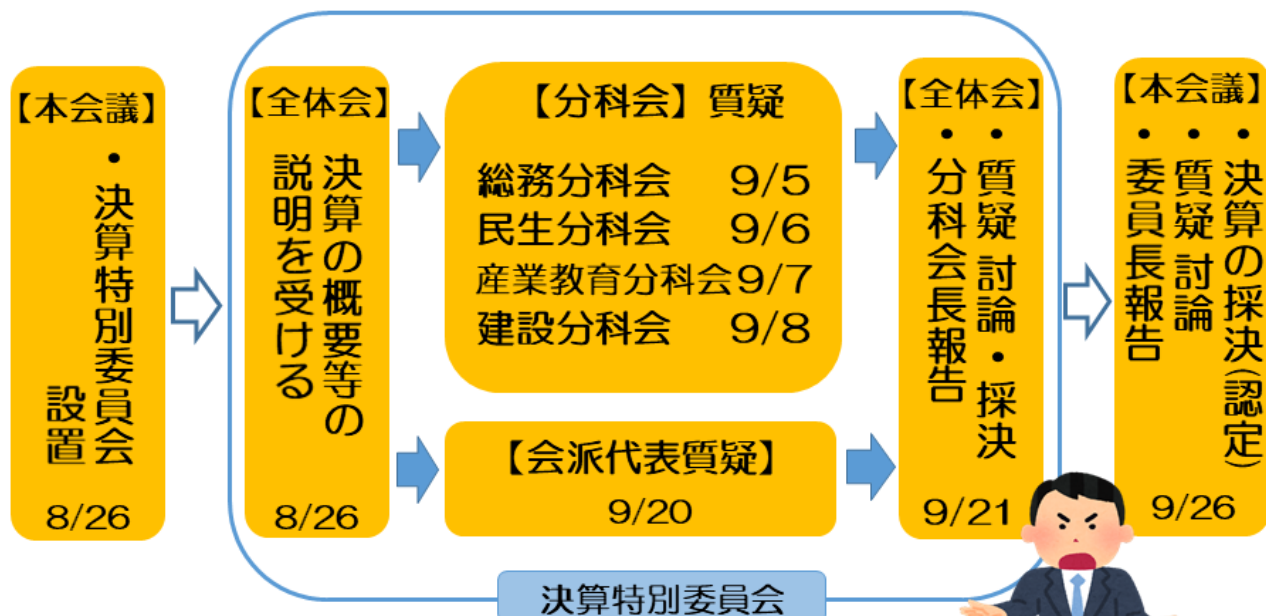 【本会議】
・決算特別委員会
設置
8/26
【全体会】
決算の概要等の
説明を受ける
8/26
【分科会】質疑
総務分科会 9/5
民生分科会 9/6
産業教育分科会9/7
建設分科会 9/8
【会派代表質疑】
9/20
【全体会】
・分科会長報告
・質疑討論・採決
9/21
【本会議】
・委員長報告
・質疑討論
・決算の採決(認定)
9/26
決算特別委員会